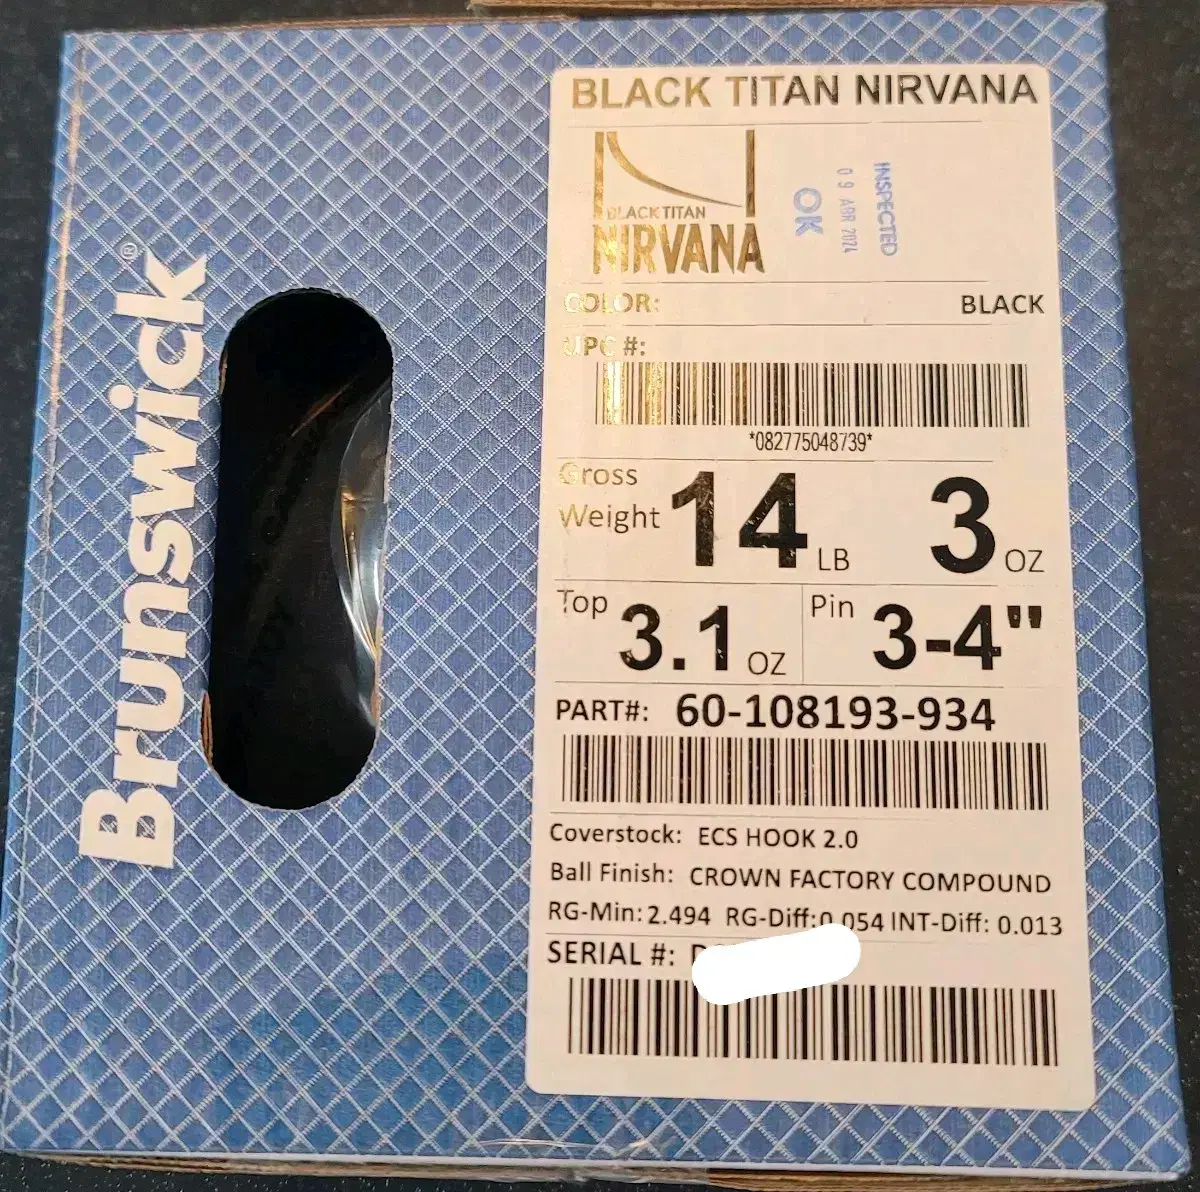 Brunswick®
BLACK TITAN NIRVANA
BLACK TITAN
NIRVANA
INSPECTED
09 ABR 2024
OK
COLOR: BLACK
UPC #:
*082775048739*
Gross Weight 14 LB 3 OZ
Top 3.1 OZ Pin 3-4"
PART#: 60-108193-934
Coverstock: ECS HOOK 2.0
Ball Finish: CROWN FACTORY COMPOUND
RG-Min: 2.494 RG-Diff: 0.054 INT-Diff: 0.013
SERIAL #: